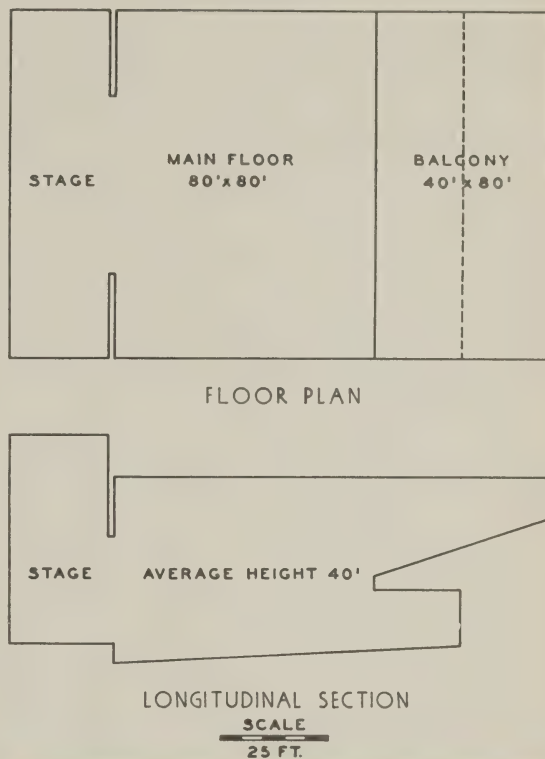 STAGE
MAIN FLOOR
80'x80'
BALCONY
40'x80'
FLOOR PLAN
STAGE
AVERAGE HEIGHT 40'
LONGITUDINAL SECTION
SCALE
25 FT.